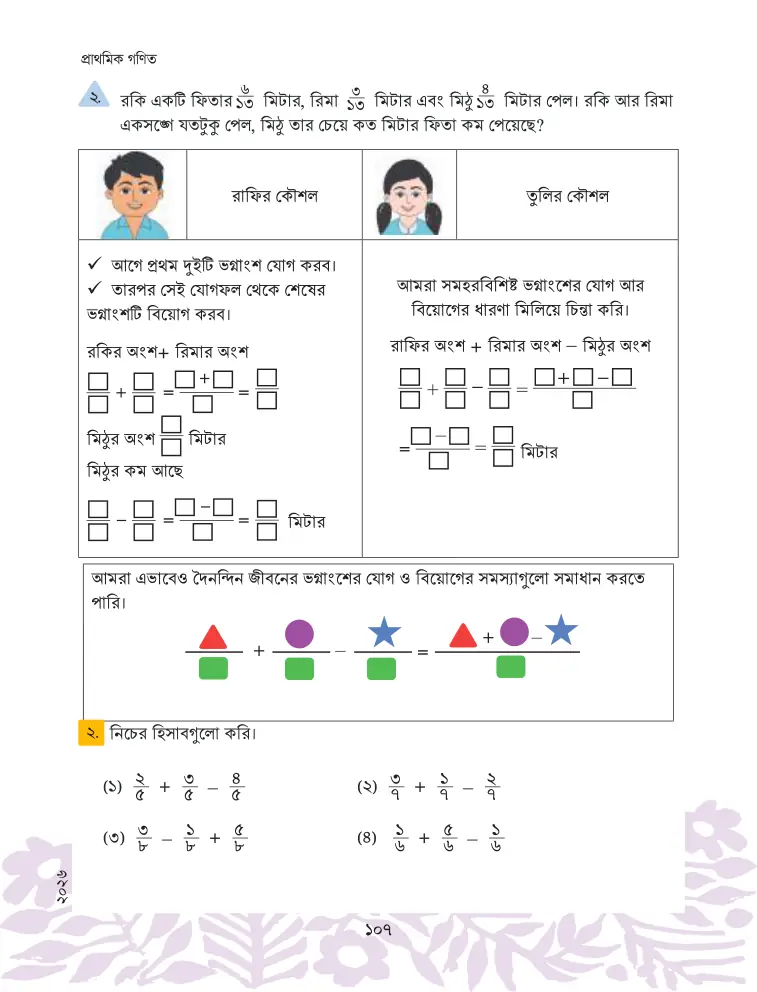 প্রাথমিক গণিত
২. রকি একটি ফিতার ৬/১৩ মিটার, রিমা ৩/১৩ মিটার এবং মিঠু ৪/১৩ মিটার পেল। রকি আর রিমা
একসঙ্গে যতটুকু পেল, মিঠু তার চেয়ে কত মিটার ফিতা কম পেয়েছে?
রাফির কৌশল
তুলির কৌশল
✓ আগে প্রথম দুইটি ভগ্নাংশ যোগ করব।
✓ তারপর সেই যোগফল থেকে শেষের
ভগ্নাংশটি বিয়োগ করব।
রকির অংশ+ রিমার অংশ
□/□ + □/□ = □+□/□ = □/□
মিঠুর অংশ □/□ মিটার
মিঠুর কম আছে
□/□ − □/□ = □−□/□ = □/□ মিটার
আমরা সমহরবিশিষ্ট ভগ্নাংশের যোগ আর
বিয়োগের ধারণা মিলিয়ে চিন্তা করি।
রাফির অংশ + রিমার অংশ − মিঠুর অংশ
□/□ + □/□ − □/□ = □+□−□/□
= □−□/□ = □/□ মিটার
আমরা এভাবেও দৈনন্দিন জীবনের ভগ্নাংশের যোগ ও বিয়োগের সমস্যাগুলো সমাধান করতে
পারি।
+ − = + −
২. নিচের হিসাবগুলো করি।
(১) ২/৫ + ৩/৫ − ৪/৫
(২) ৩/৭ + ১/৭ − ২/৭
(৩) ৩/৮ − ১/৮ + ৫/৮
(৪) ১/৬ + ৫/৬ − ১/৬
২০২৬
১০৭